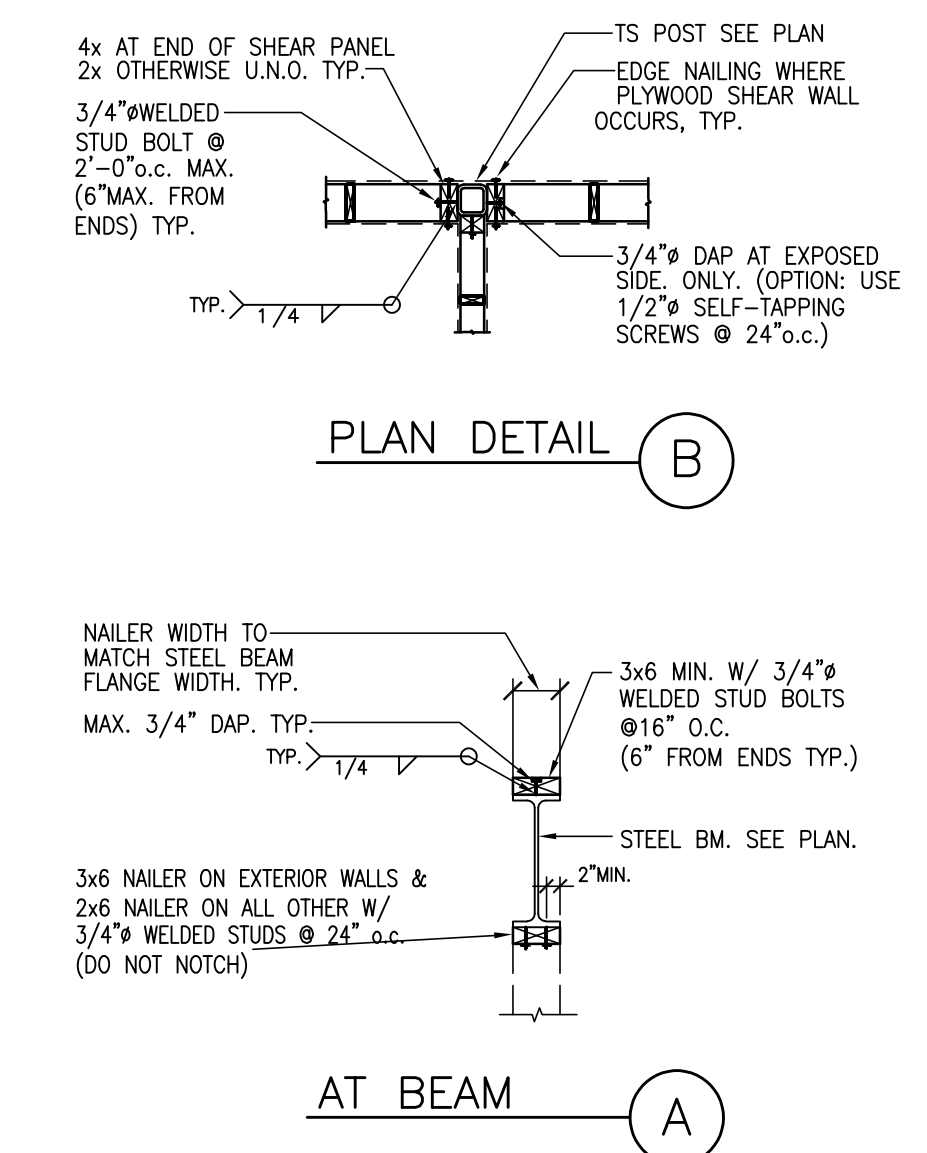 4x AT END OF SHEAR PANEL
2x OTHERWISE U.N.O. TYP.
3/4"øWELDED
STUD BOLT @
2'-0"o.c. MAX.
(6"MAX. FROM
ENDS) TYP.
TS POST SEE PLAN
EDGE NAILING WHERE
PLYWOOD SHEAR WALL
OCCURS, TYP.
TYP.
1/4
3/4"ø DAP AT EXPOSED
SIDE. ONLY. (OPTION: USE
1/2"ø SELF-TAPPING
SCREWS @ 24"o.c.)
PLAN DETAIL
B
NAILER WIDTH TO
MATCH STEEL BEAM
FLANGE WIDTH. TYP.
MAX. 3/4" DAP. TYP.
TYP.
1/4
3x6 MIN. W/ 3/4"ø
WELDED STUD BOLTS
@16" O.C.
(6" FROM ENDS TYP.)
STEEL BM. SEE PLAN.
2"MIN.
3x6 NAILER ON EXTERIOR WALLS &
2x6 NAILER ON ALL OTHER W/
3/4"ø WELDED STUDS @ 24" o.c.
(DO NOT NOTCH)
AT BEAM
A